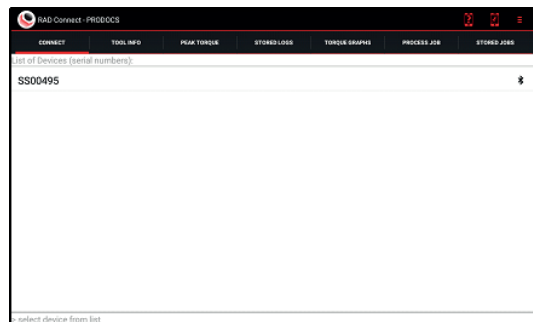 RAD Connect - PRODOCS
CONNECT TOOL INFO PEAK TORQUE STORED LOGS TORQUE GRAPHS PROCESS JOB STORED JOBS
List of Devices (serial numbers):
SS00495
> select device from list